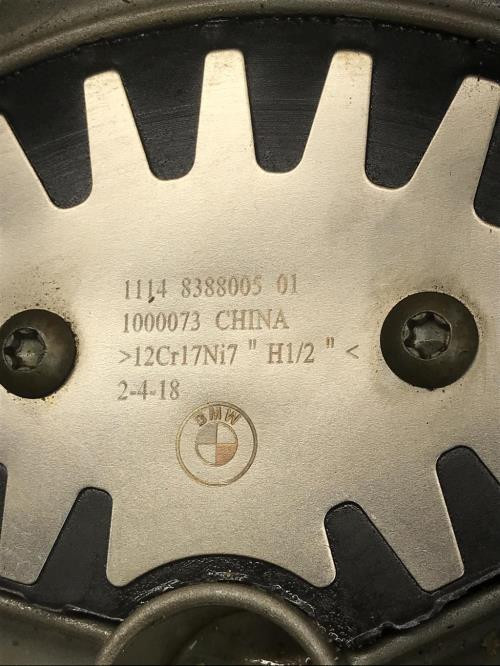 1114 8388005 01
1000073 CHINA
>12Cr17Ni7 " H1/2 " <
2-4-18
BMW